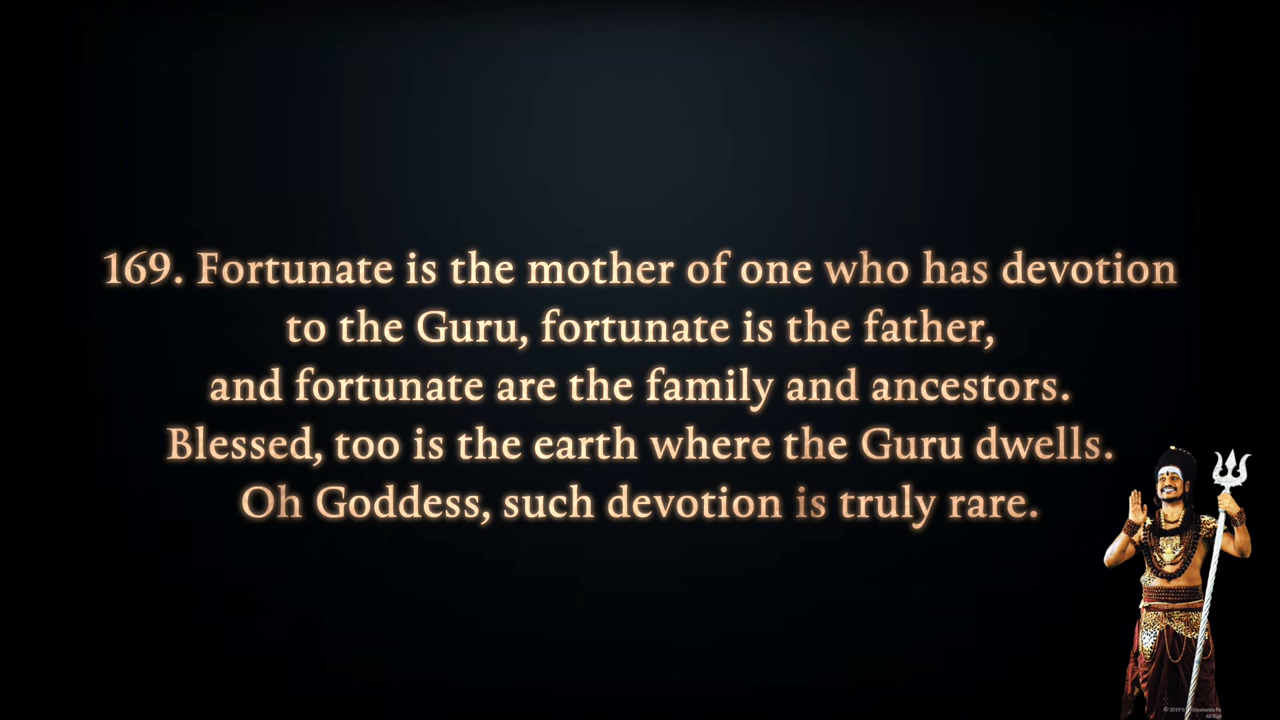 169. Fortunate is the mother of one who has devotion
to the Guru, fortunate is the father,
and fortunate are the family and ancestors.
Blessed, too is the earth where the Guru dwells.
Oh Goddess, such devotion is truly rare.
© 2019
All